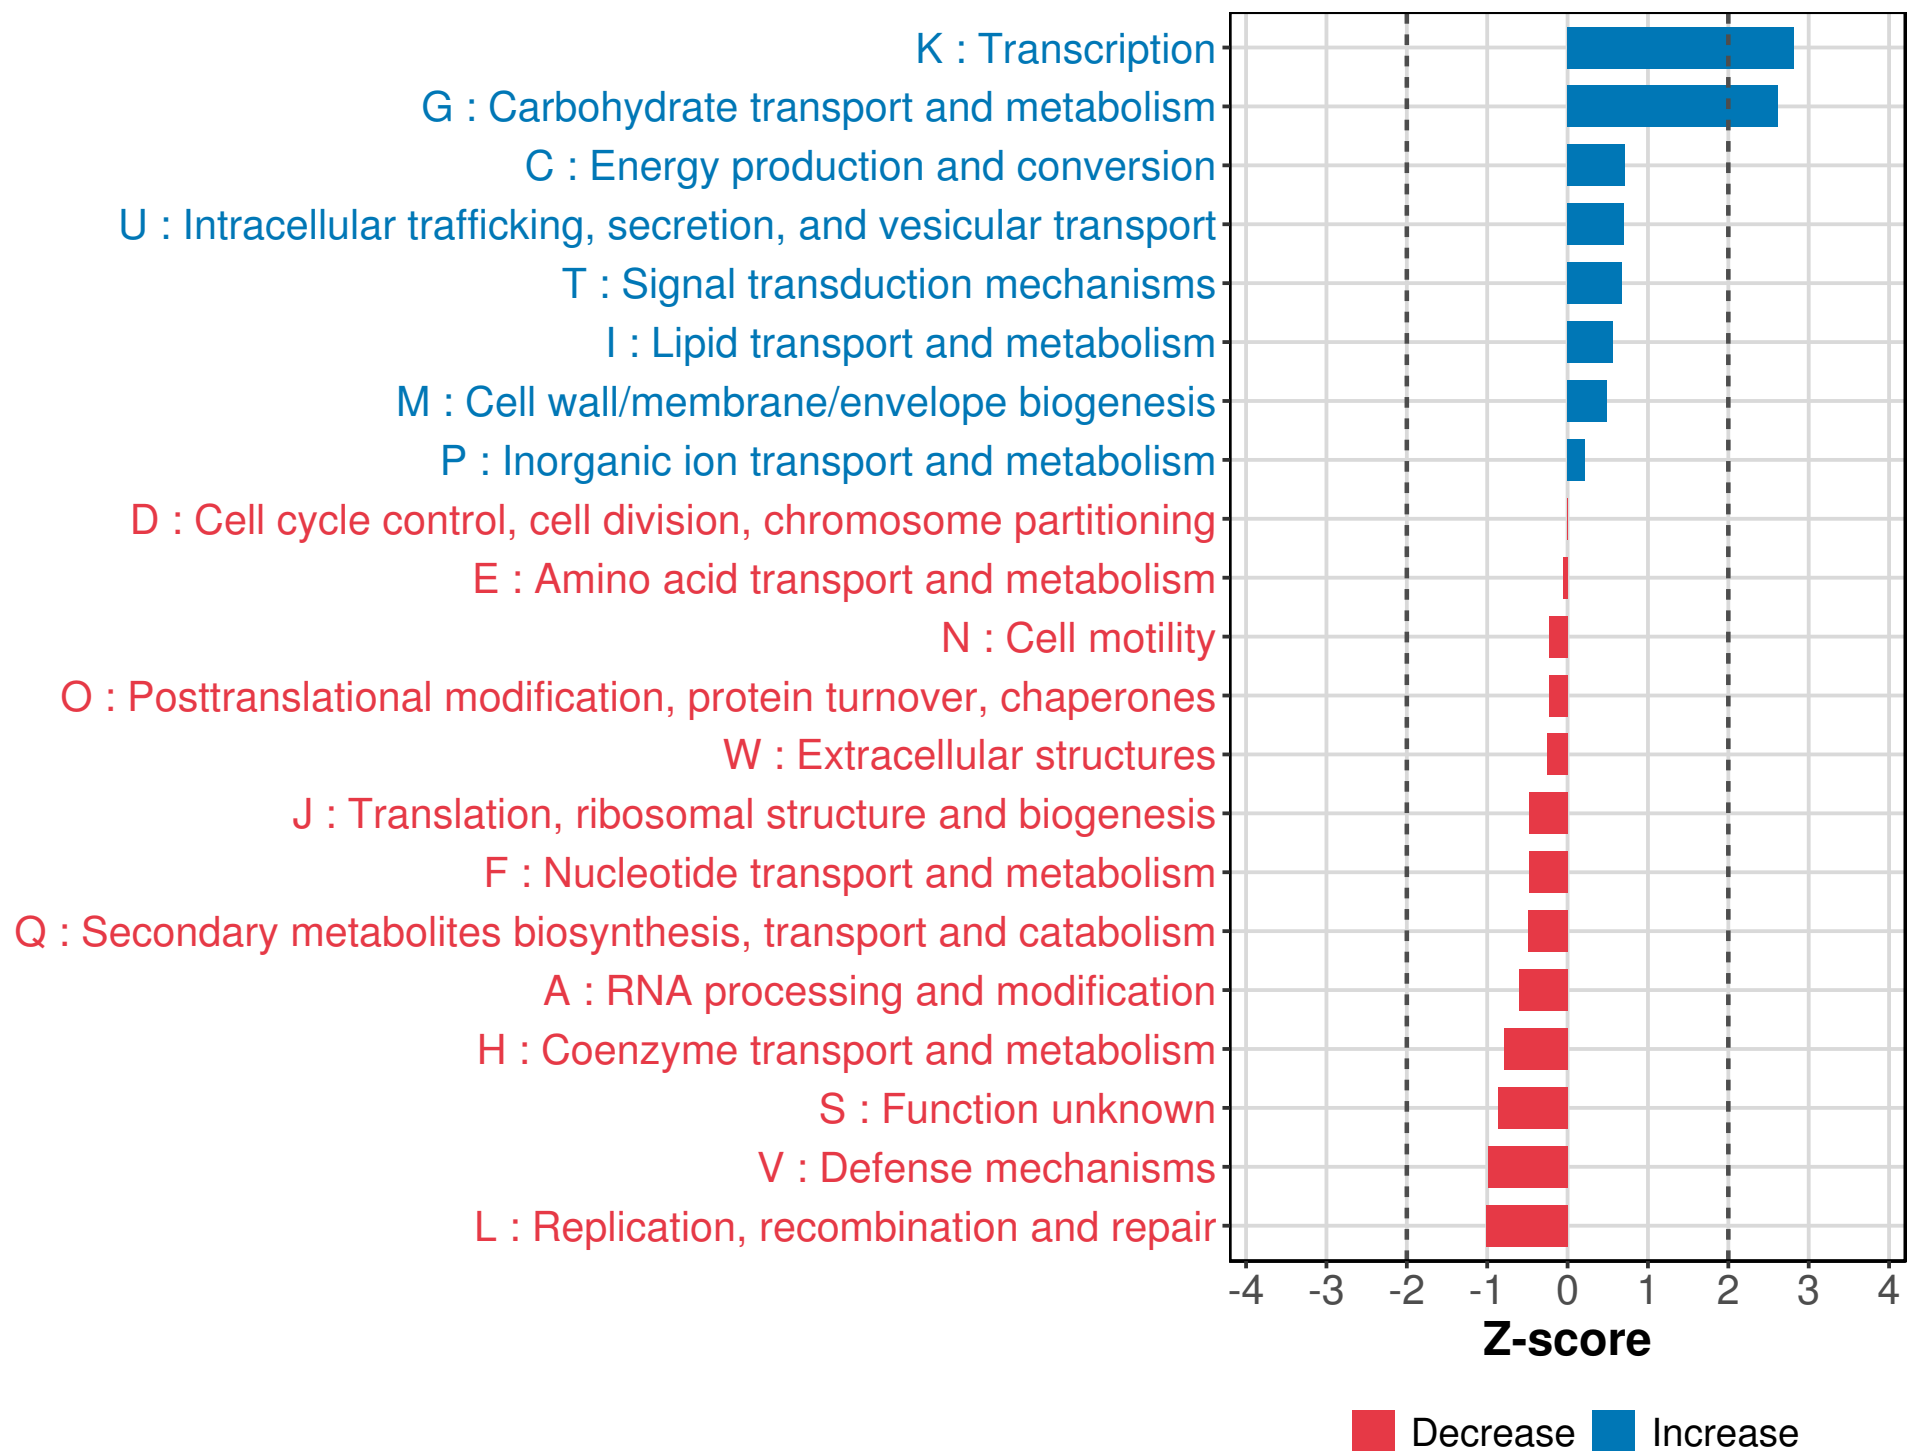 K : Transcription
G : Carbohydrate transport and metabolism
C : Energy production and conversion
U : Intracellular trafficking, secretion, and vesicular transport
T : Signal transduction mechanisms
I : Lipid transport and metabolism
M : Cell wall/membrane/envelope biogenesis
P : Inorganic ion transport and metabolism
D : Cell cycle control, cell division, chromosome partitioning
E : Amino acid transport and metabolism
N : Cell motility
O : Posttranslational modification, protein turnover, chaperones
W : Extracellular structures
J : Translation, ribosomal structure and biogenesis
F : Nucleotide transport and metabolism
Q : Secondary metabolites biosynthesis, transport and catabolism
A : RNA processing and modification
H : Coenzyme transport and metabolism
S : Function unknown
V : Defense mechanisms
L : Replication, recombination and repair
-4 -3 -2 -1 0 1 2 3 4
Z-score
Decrease Increase